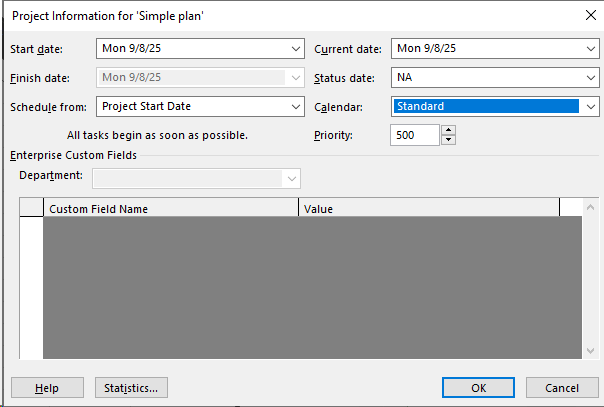 Project Information for 'Simple plan'
Start date: Mon 9/8/25 Current date: Mon 9/8/25
Finish date: Mon 9/8/25 Status date: NA
Schedule from: Project Start Date Calendar: Standard
All tasks begin as soon as possible. Priority: 500
Enterprise Custom Fields
Department:
Custom Field Name Value
Help Statistics... OK Cancel